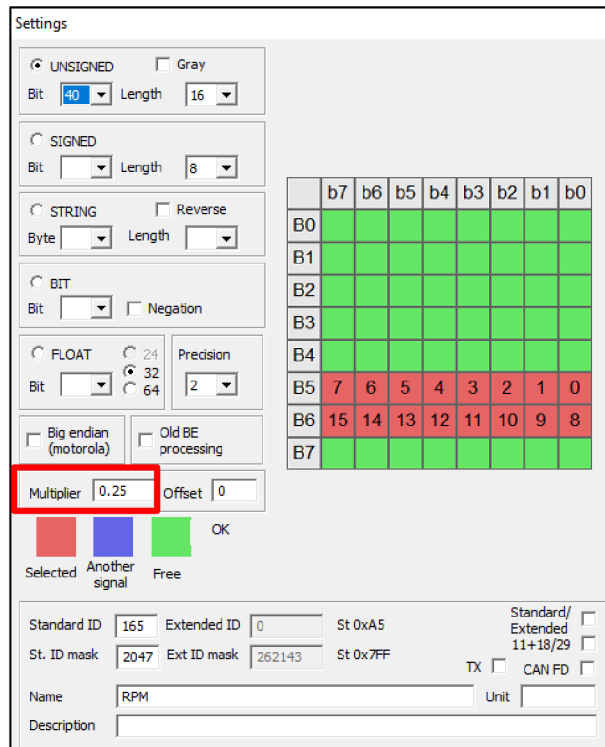 Settings
UNSIGNED Gray
Bit 40 Length 16
SIGNED
Bit Length 8
STRING Reverse
Byte Length
BIT
Bit Negation
FLOAT 24 Precision
32
Bit 64 2
Big endian (motorola) Old BE processing
Multiplier 0.25 Offset 0
OK
Selected Another signal Free
b7 b6 b5 b4 b3 b2 b1 b0
B0
B1
B2
B3
B4
B5 7 6 5 4 3 2 1 0
B6 15 14 13 12 11 10 9 8
B7
Standard ID 165 Extended ID 0 St 0xA5
St. ID mask 2047 Ext ID mask 262143 St 0x7FF
Standard/
Extended
11+18/29
TX CAN FD
Name RPM Unit
Description